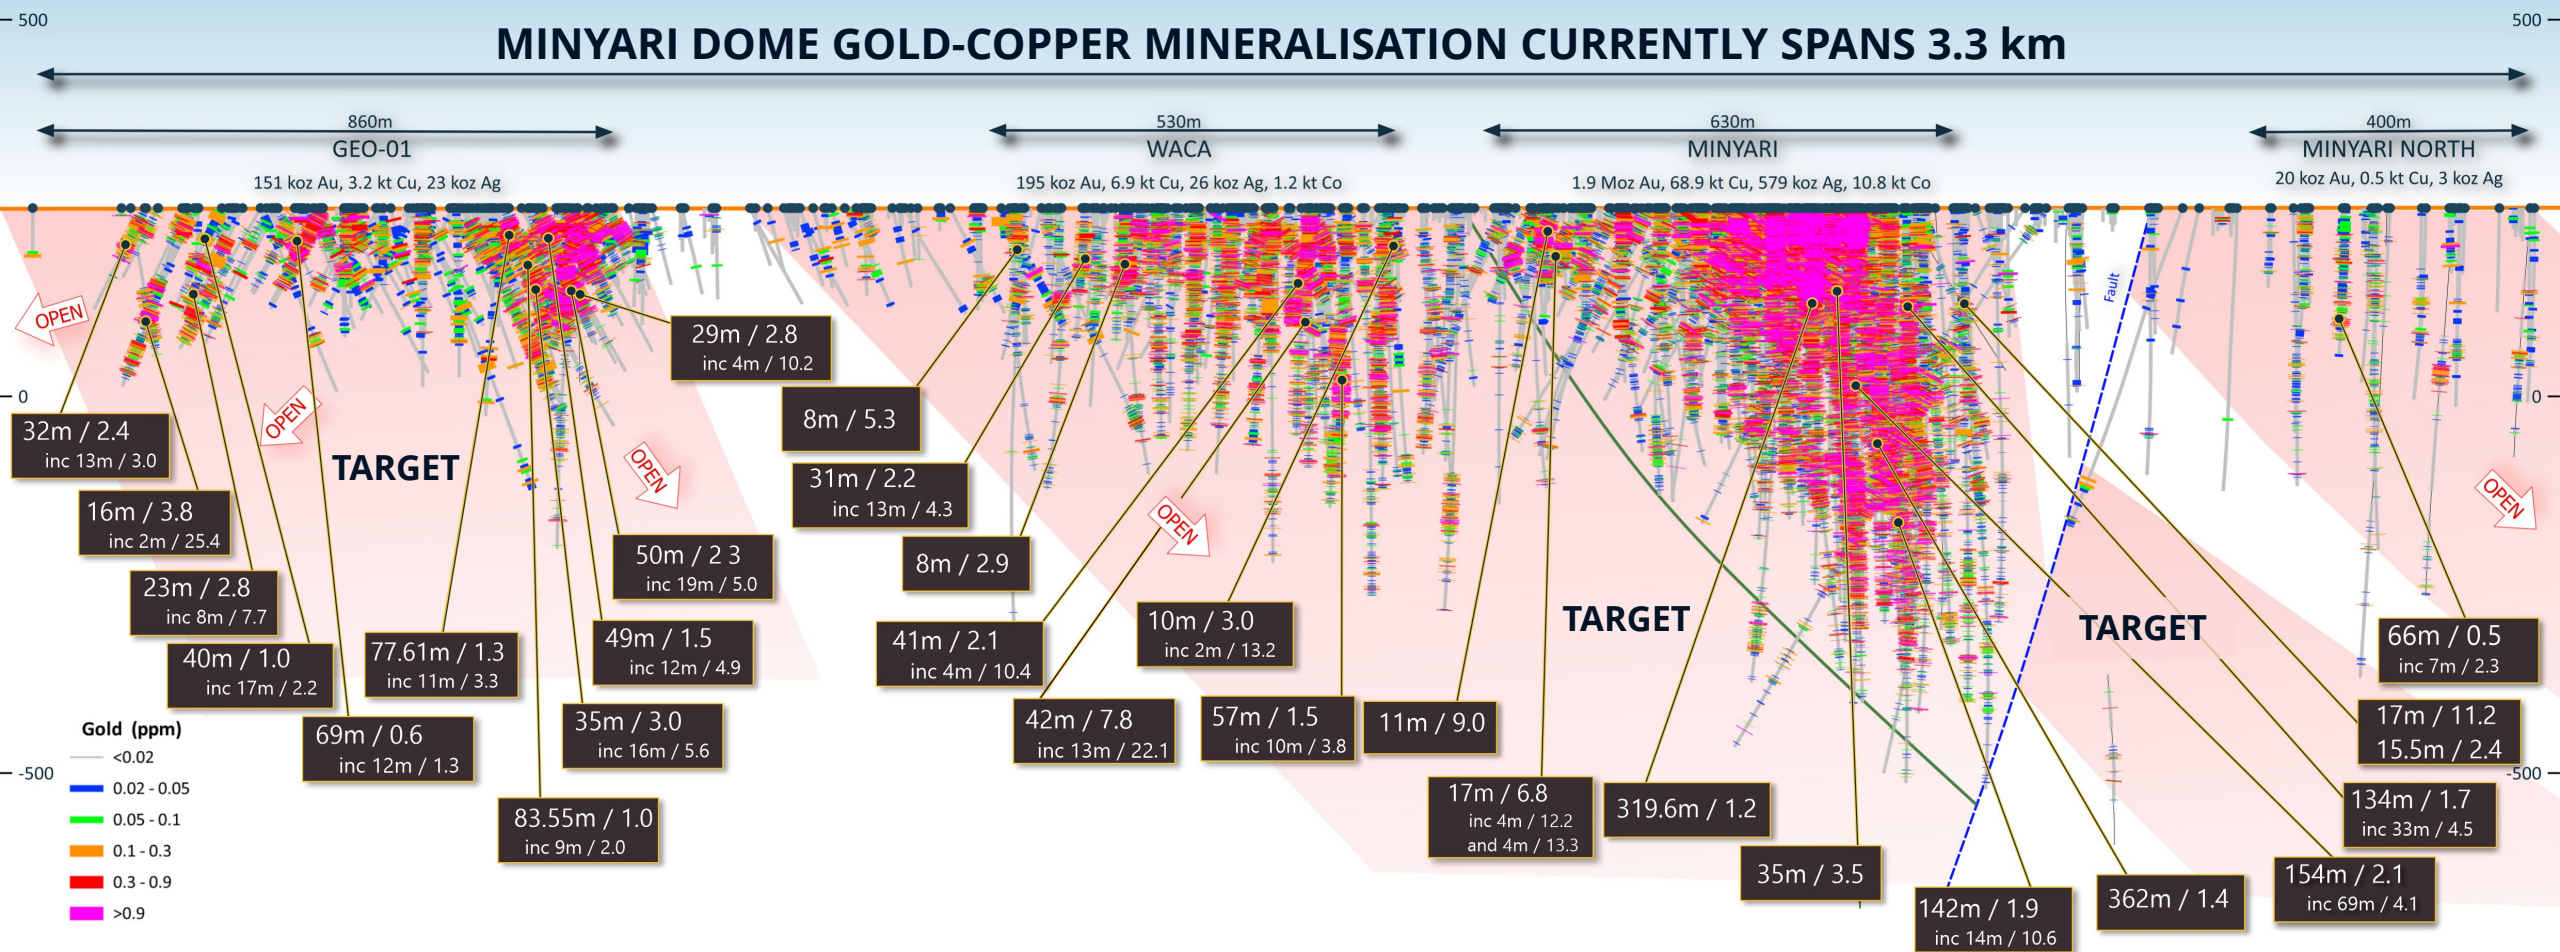 500
500
MINYARI DOME GOLD-COPPER MINERALISATION CURRENTLY SPANS 3.3 km
860m
GEO-01
151 koz Au, 3.2 kt Cu, 23 koz Ag
530m
WACA
195 koz Au, 6.9 kt Cu, 26 koz Ag, 1.2 kt Co
630m
MINYARI
1.9 Moz Au, 68.9 kt Cu, 579 koz Ag, 10.8 kt Co
400m
MINYARI NORTH
20 koz Au, 0.5 kt Cu, 3 koz Ag
OPEN
OPEN
OPEN
OPEN
OPEN
Fault
0
0
TARGET
TARGET
TARGET
32m / 2.4
inc 13m / 3.0
16m / 3.8
inc 2m / 25.4
23m / 2.8
inc 8m / 7.7
40m / 1.0
inc 17m / 2.2
69m / 0.6
inc 12m / 1.3
77.61m / 1.3
inc 11m / 3.3
83.55m / 1.0
inc 9m / 2.0
35m / 3.0
inc 16m / 5.6
49m / 1.5
inc 12m / 4.9
50m / 2 3
inc 19m / 5.0
29m / 2.8
inc 4m / 10.2
8m / 5.3
31m / 2.2
inc 13m / 4.3
8m / 2.9
41m / 2.1
inc 4m / 10.4
42m / 7.8
inc 13m / 22.1
10m / 3.0
inc 2m / 13.2
57m / 1.5
inc 10m / 3.8
11m / 9.0
17m / 6.8
inc 4m / 12.2
and 4m / 13.3
319.6m / 1.2
35m / 3.5
142m / 1.9
inc 14m / 10.6
362m / 1.4
154m / 2.1
inc 69m / 4.1
134m / 1.7
inc 33m / 4.5
17m / 11.2
15.5m / 2.4
66m / 0.5
inc 7m / 2.3
-500
-500
Gold (ppm)
<0.02
0.02 - 0.05
0.05 - 0.1
0.1 - 0.3
0.3 - 0.9
>0.9